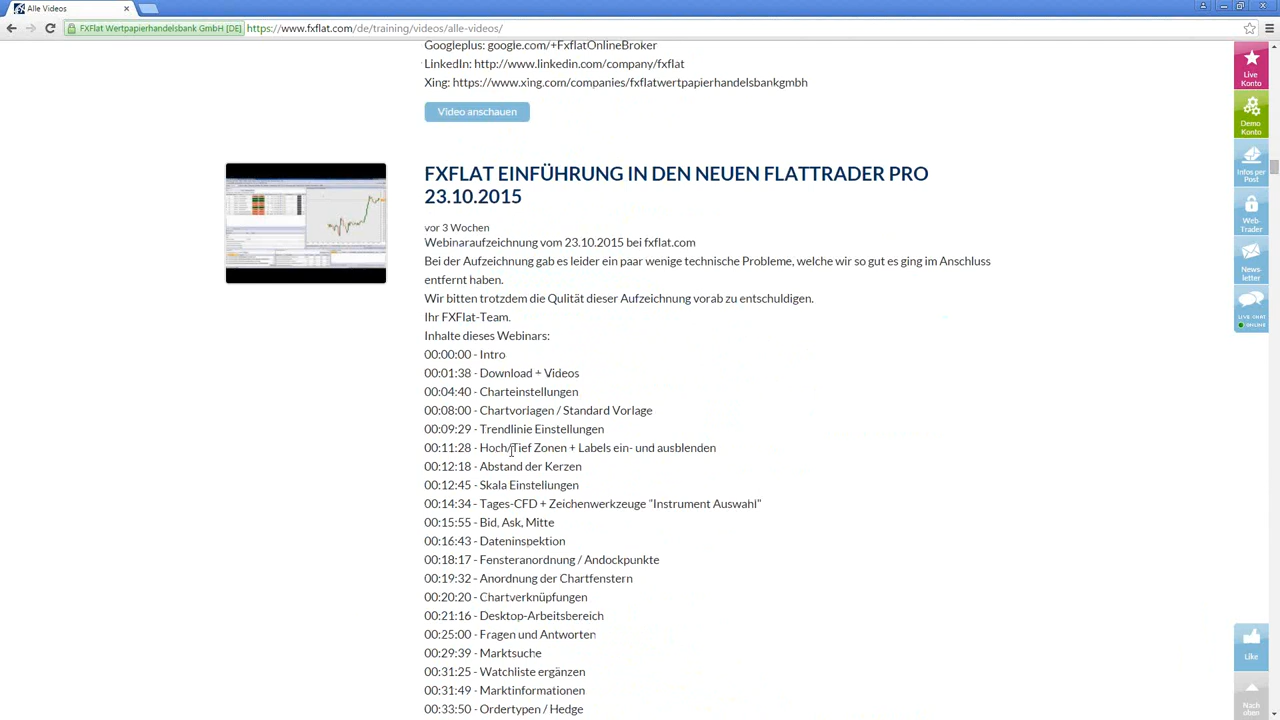 Alle Videos
FXFlat Wertpapierhandelsbank GmbH [DE] https://www.fxflat.com/de/training/videos/alle-videos/
Googleplus: google.com/+FxflatOnlineBroker
LinkedIn: http://www.linkedin.com/company/fxflat
Xing: https://www.xing.com/companies/fxflatwertpapierhandelsbankgmbh
Video anschauen
FXFLAT EINFÜHRUNG IN DEN NEUEN FLATTRADER PRO
23.10.2015
vor 3 Wochen
Webinaraufzeichnung vom 23.10.2015 bei fxflat.com
Bei der Aufzeichnung gab es leider ein paar wenige technische Probleme, welche wir so gut es ging im Anschluss
entfernt haben.
Wir bitten trotzdem die Qulität dieser Aufzeichnung vorab zu entschuldigen.
Ihr FXFlat-Team.
Inhalte dieses Webinars:
00:00:00 - Intro
00:01:38 - Download + Videos
00:04:40 - Charteinstellungen
00:08:00 - Chartvorlagen / Standard Vorlage
00:09:29 - Trendlinie Einstellungen
00:11:28 - Hoch/Tief Zonen + Labels ein- und ausblenden
00:12:18 - Abstand der Kerzen
00:12:45 - Skala Einstellungen
00:14:34 - Tages-CFD + Zeichenwerkzeuge "Instrument Auswahl"
00:15:55 - Bid, Ask, Mitte
00:16:43 - Dateninspektion
00:18:17 - Fensteranordnung / Andockpunkte
00:19:32 - Anordnung der Chartfenstern
00:20:20 - Chartverknüpfungen
00:21:16 - Desktop-Arbeitsbereich
00:25:00 - Fragen und Antworten
00:29:39 - Marktsuche
00:31:25 - Watchliste ergänzen
00:31:49 - Marktinformationen
00:33:50 - Ordertypen / Hedge
Live
Konto
Demo
Konto
Infos per
Post
Web
Trader
News-
letter
LIVE CHAT
ONLINE
Like
Nach
oben